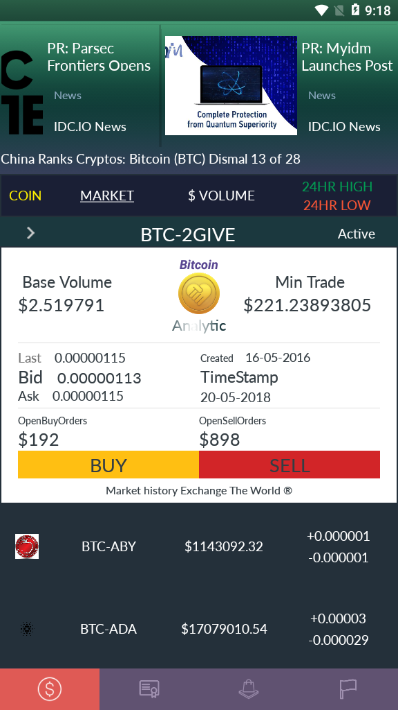 9:18
PR: Parsec
Frontiers Opens
News
IDC.IO News
Complete Protection
from Quantum Superiority
PR: Myidm
Launches Post
News
IDC.IO News
China Ranks Cryptos: Bitcoin (BTC) Dismal 13 of 28
COIN MARKET $ VOLUME 24HR HIGH
24HR LOW
BTC-2GIVE Active
Base Volume
$2.519791
Bitcoin
Analytic
Min Trade
$221.23893805
Last 0.00000115
Bid 0.00000113
Ask 0.00000115
Created 16-05-2016
TimeStamp
20-05-2018
OpenBuyOrders
$192
OpenSellOrders
$898
BUY SELL
Market history Exchange The World ®
BTC-ABY $1143092.32 +0.000001
-0.000001
BTC-ADA $17079010.54 +0.00003
-0.000029